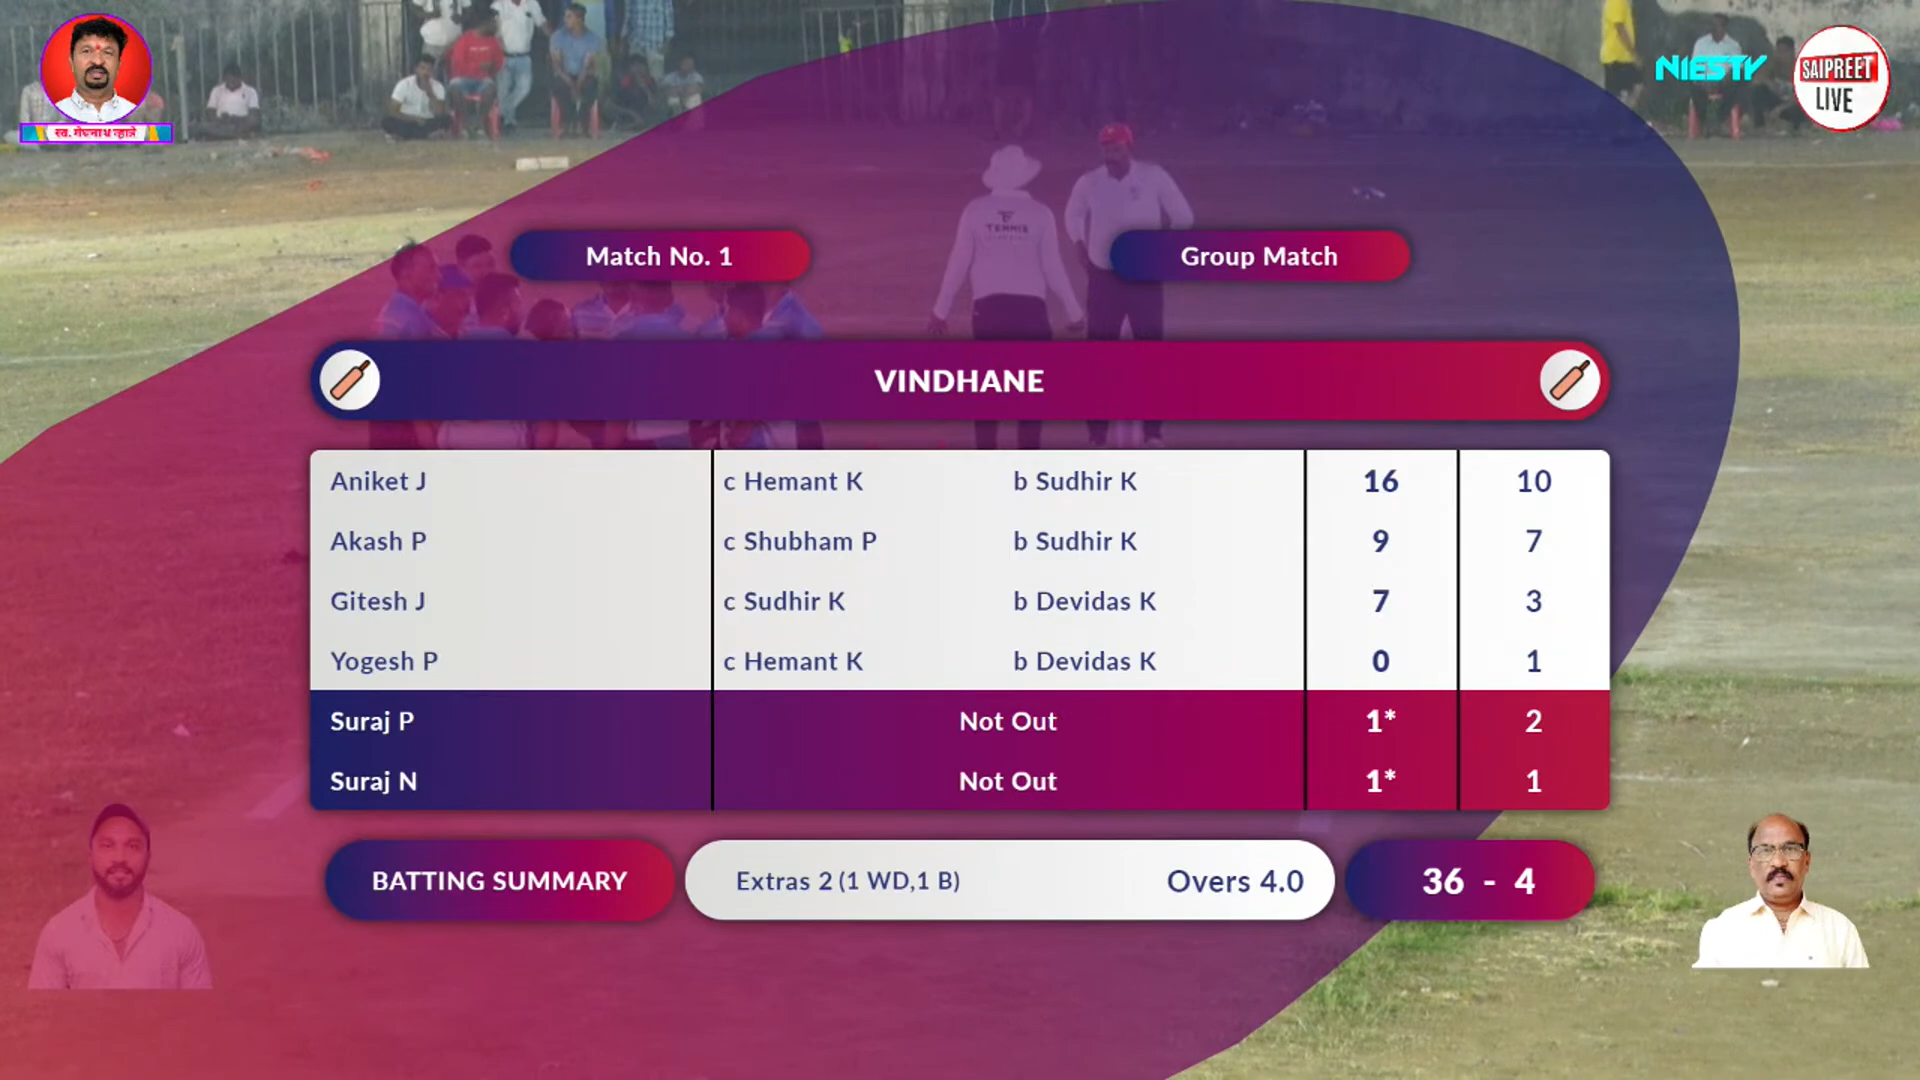 स्व. मेघनाथ म्हात्रे
NIESTY
SAIPREET
LIVE
TENNIS
Match No. 1
Group Match
VINDHANE
Aniket J c Hemant K b Sudhir K 16 10
Akash P c Shubham P b Sudhir K 9 7
Gitesh J c Sudhir K b Devidas K 7 3
Yogesh P c Hemant K b Devidas K 0 1
Suraj P Not Out 1* 2
Suraj N Not Out 1* 1
BATTING SUMMARY Extras 2 (1 WD,1 B) Overs 4.0 36 - 4